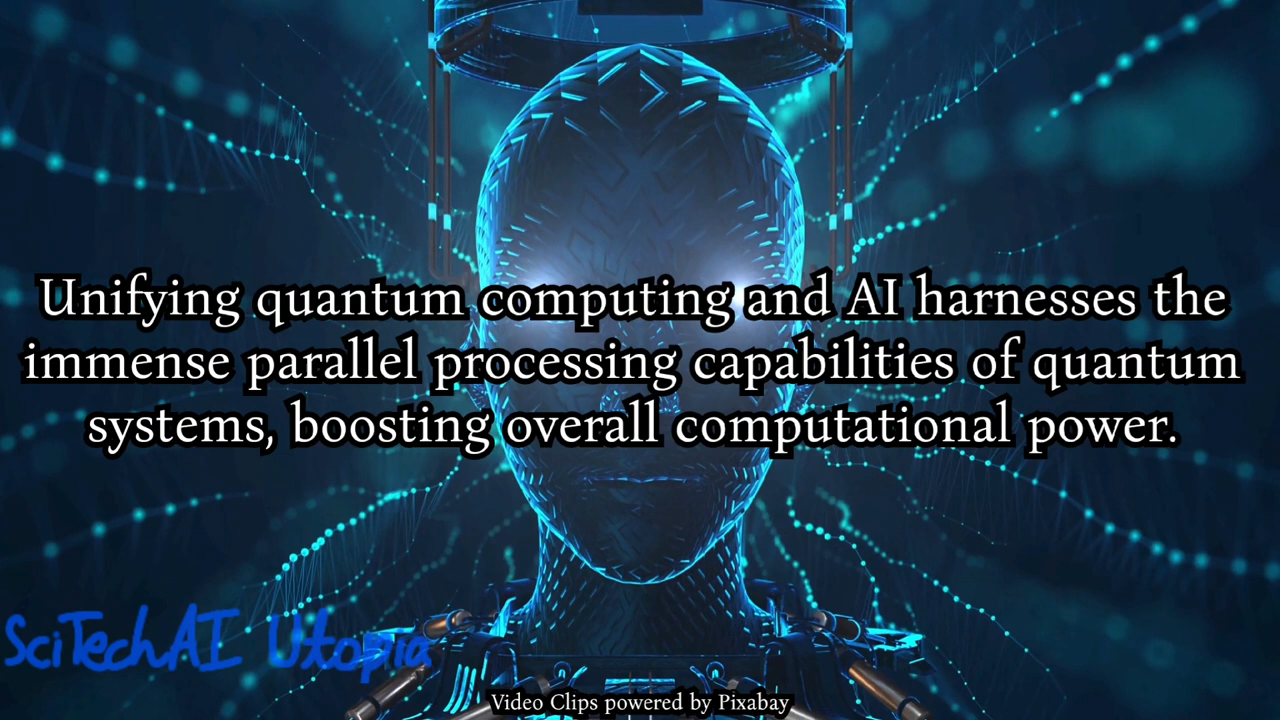 Unifying quantum computing and AI harnesses the
immense parallel processing capabilities of quantum
systems, boosting overall computational power.
SciTechAI Utopia
Video Clips powered by Pixabay